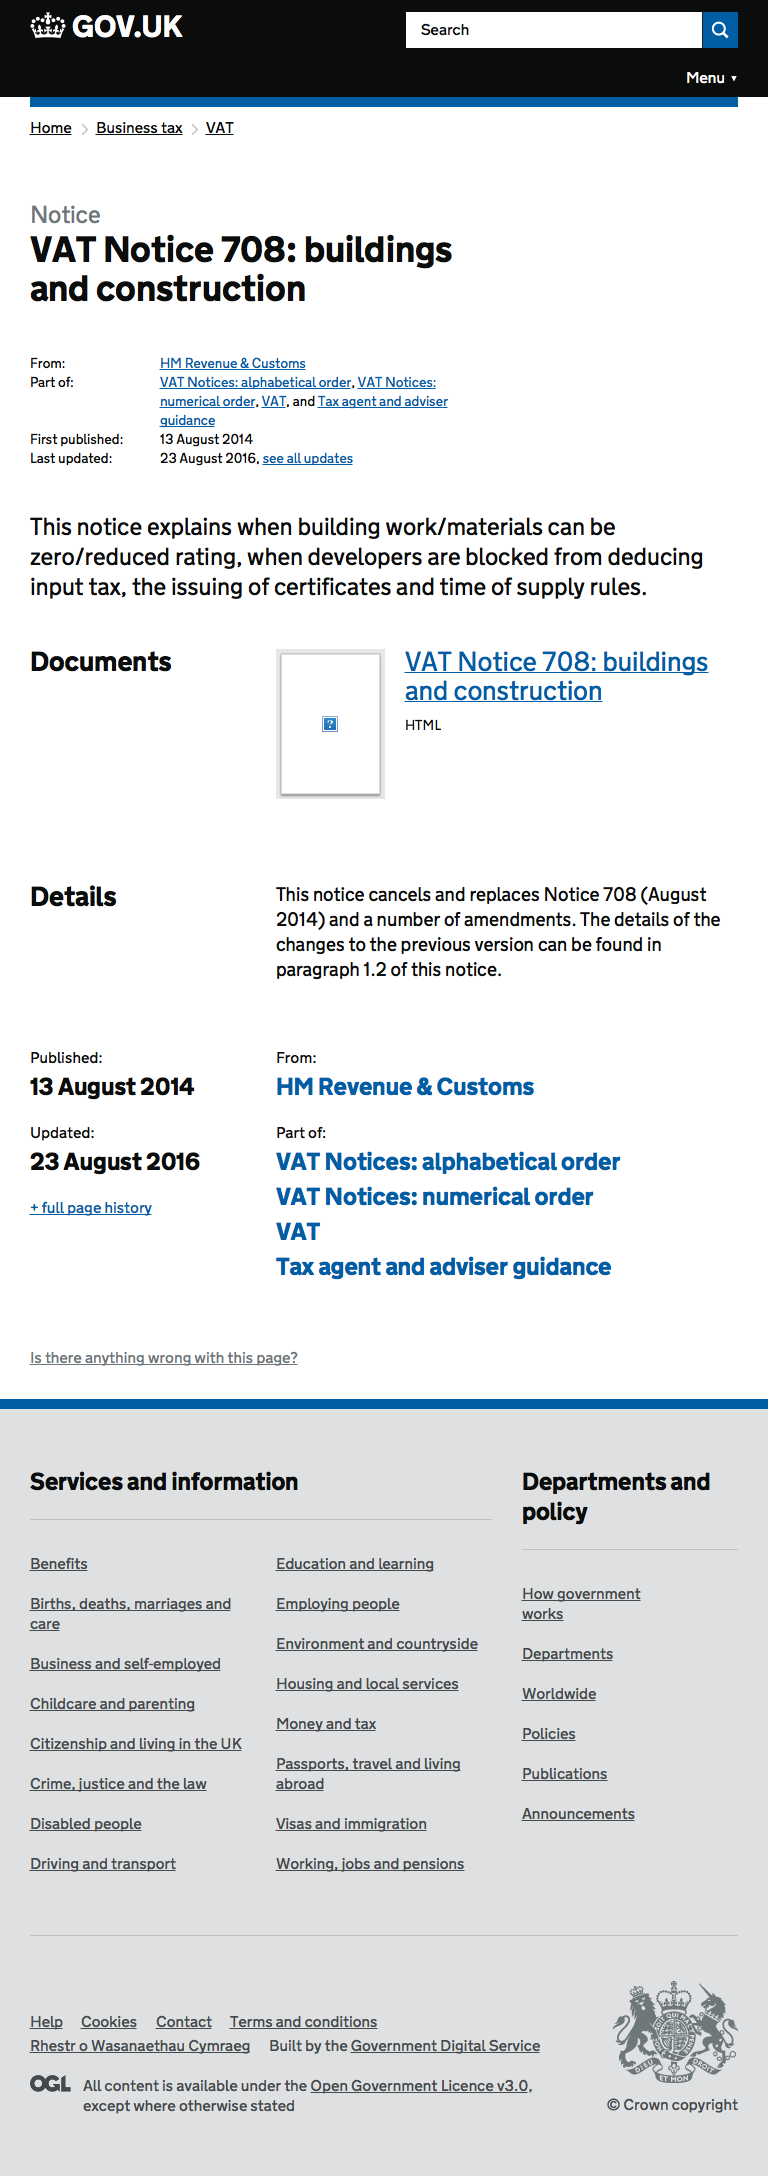 GOV.UK
Search
Menu ▼
Home
Business tax
VAT
Notice
VAT Notice 708: buildings
and construction
From: HM Revenue & Customs
Part of: VAT Notices: alphabetical order, VAT Notices:
numerical order, VAT, and Tax agent and adviser
guidance
First published: 13 August 2014
Last updated: 23 August 2016, see all updates
This notice explains when building work/materials can be
zero/reduced rating, when developers are blocked from deducing
input tax, the issuing of certificates and time of supply rules.
Documents
VAT Notice 708: buildings
and construction
HTML
Details
This notice cancels and replaces Notice 708 (August
2014) and a number of amendments. The details of the
changes to the previous version can be found in
paragraph 1.2 of this notice.
Published:
13 August 2014
Updated:
23 August 2016
+ full page history
From:
HM Revenue & Customs
Part of:
VAT Notices: alphabetical order
VAT Notices: numerical order
VAT
Tax agent and adviser guidance
Is there anything wrong with this page?
Services and information
Benefits
Births, deaths, marriages and
care
Business and self-employed
Childcare and parenting
Citizenship and living in the UK
Crime, justice and the law
Disabled people
Driving and transport
Education and learning
Employing people
Environment and countryside
Housing and local services
Money and tax
Passports, travel and living
abroad
Visas and immigration
Working, jobs and pensions
Departments and
policy
How government
works
Departments
Worldwide
Policies
Publications
Announcements
Help
Cookies
Contact
Terms and conditions
Rhestr o Wasanaethau Cymraeg
Built by the Government Digital Service
OGL
All content is available under the Open Government Licence v3.0,
except where otherwise stated
DIEU ET MON DROIT
© Crown copyright